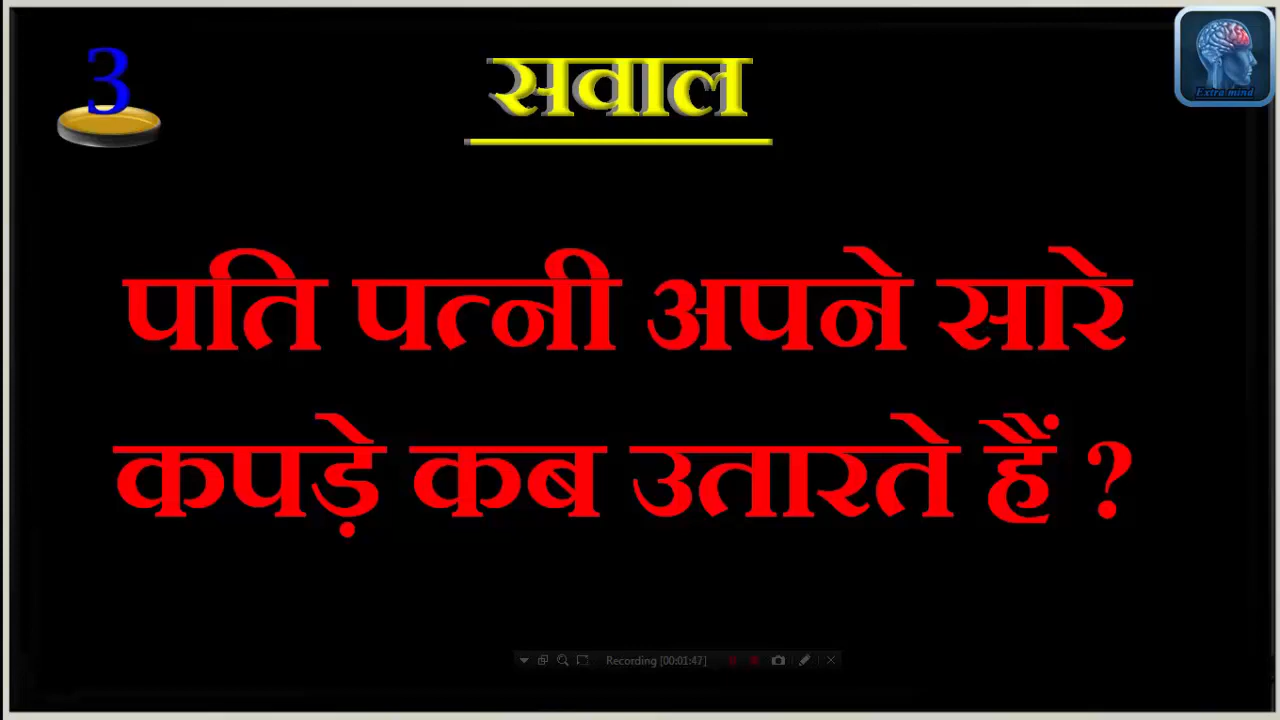 3
सवाल
Extra mind
पति पत्नी अपने सारे
कपड़े कब उतारते हैं ?
Recording [00:01:47]